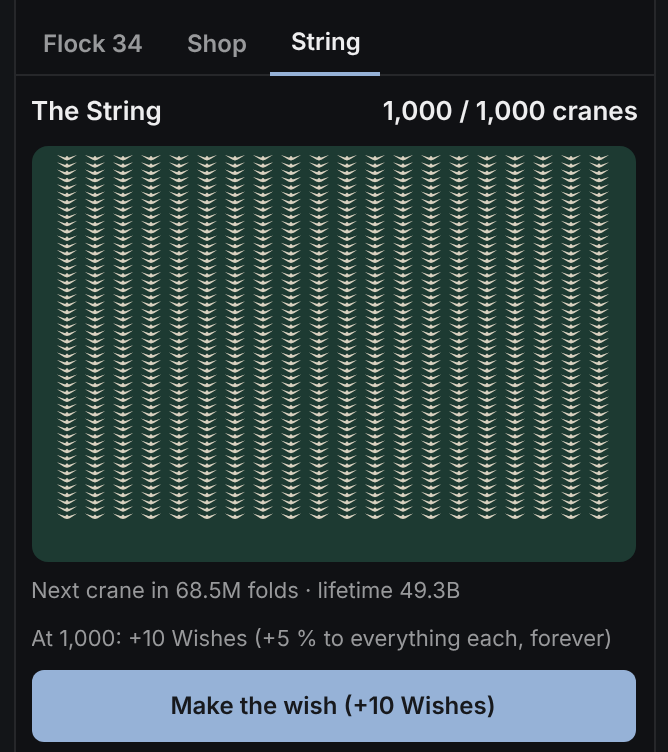 Flock 34 Shop String
The String 1,000 / 1,000 cranes
Next crane in 68.5M folds · lifetime 49.3B
At 1,000: +10 Wishes (+5 % to everything each, forever)
Make the wish (+10 Wishes)